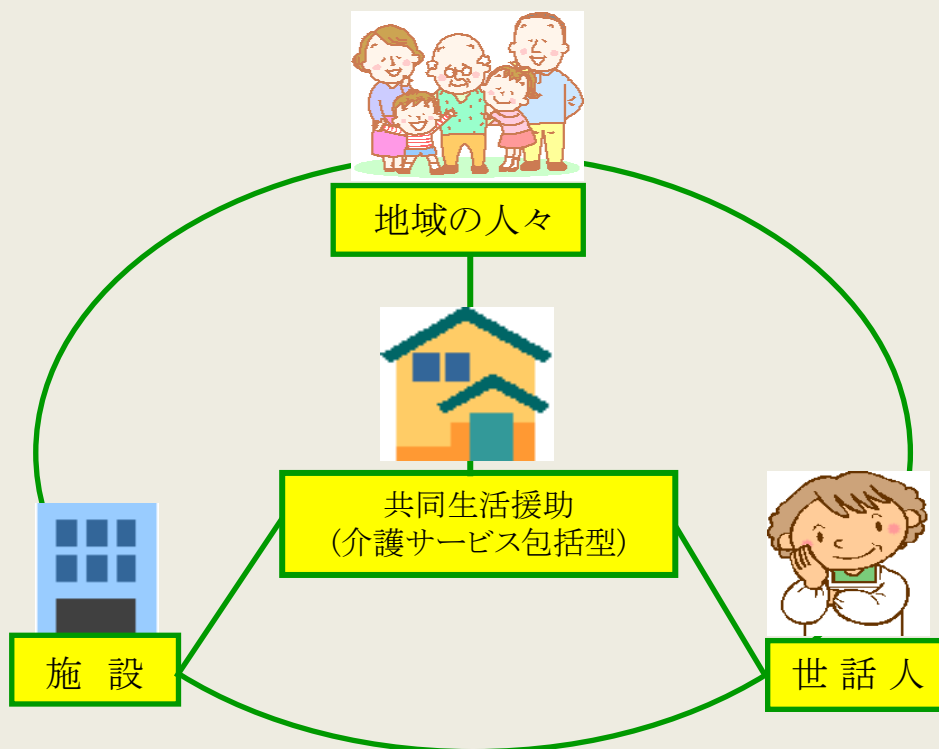 地域の人々
共同生活援助
(介護サービス包括型)
施 設
世 話 人